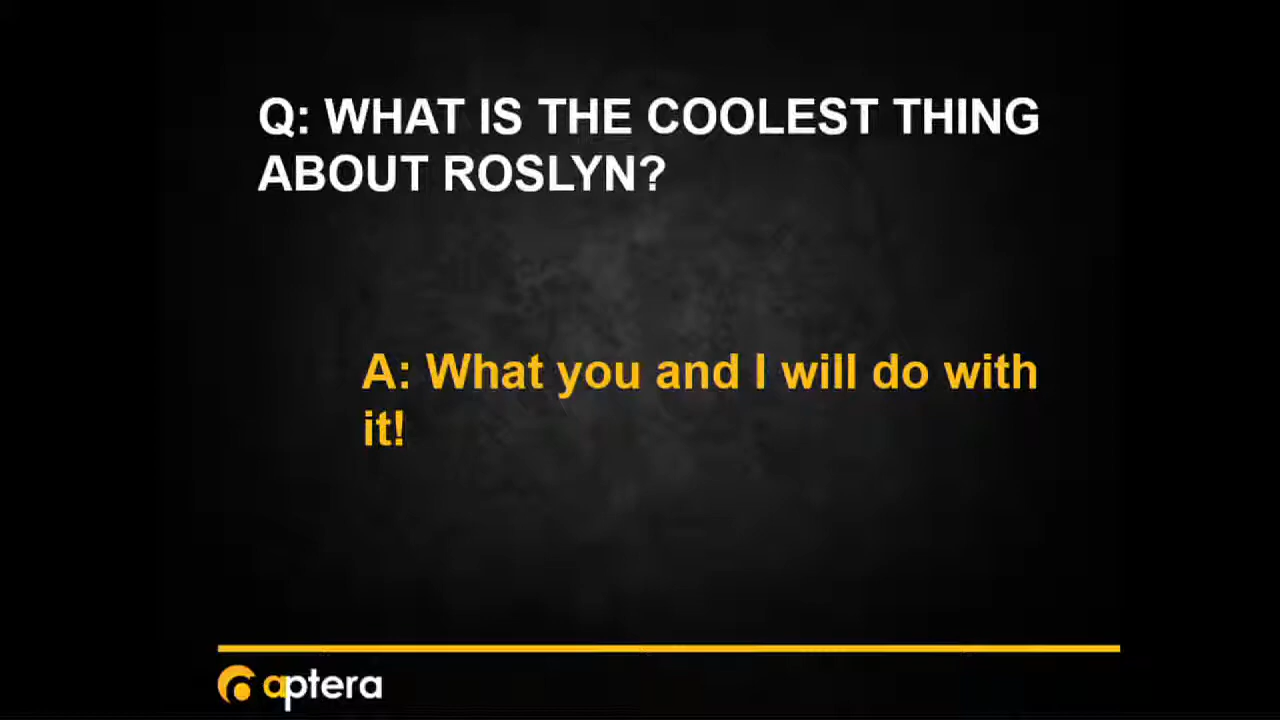 Q: WHAT IS THE COOLEST THING
ABOUT ROSLYN?
A: What you and I will do with
it!
aptera